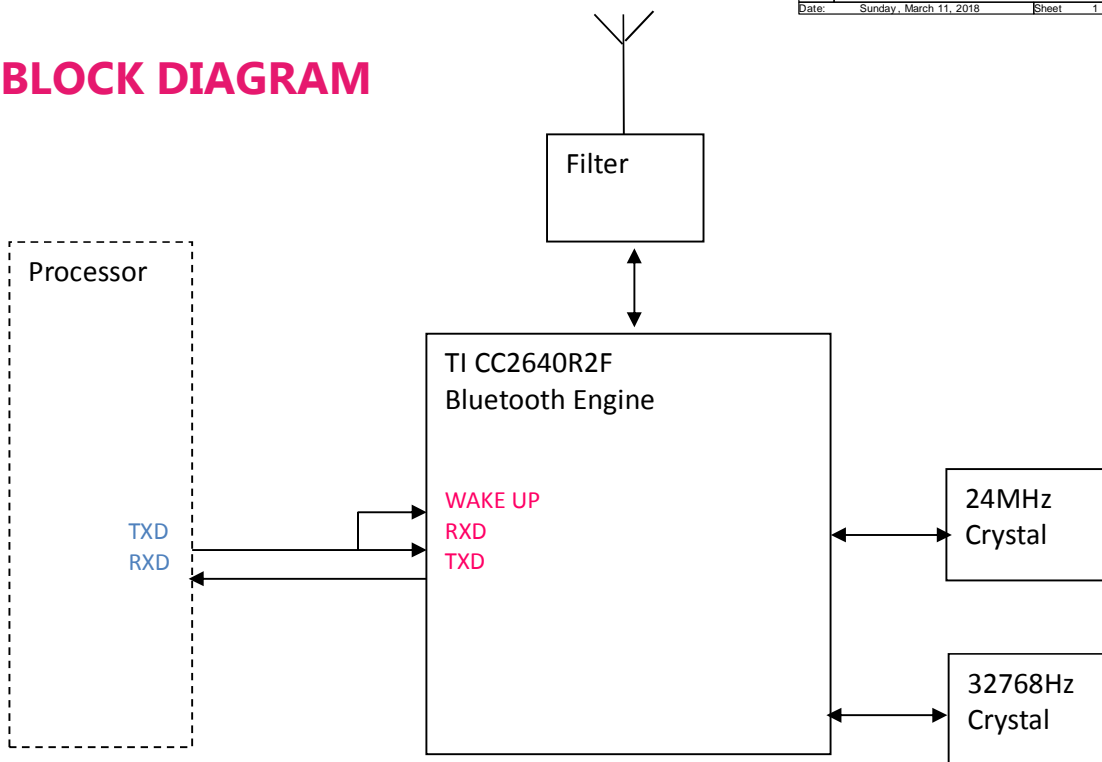 Date: Sunday, March 11, 2018 Sheet 1
BLOCK DIAGRAM
Filter
Processor
TI CC2640R2F
Bluetooth Engine
WAKE UP
TXD
RXD
RXD
TXD
24MHz
Crystal
32768Hz
Crystal